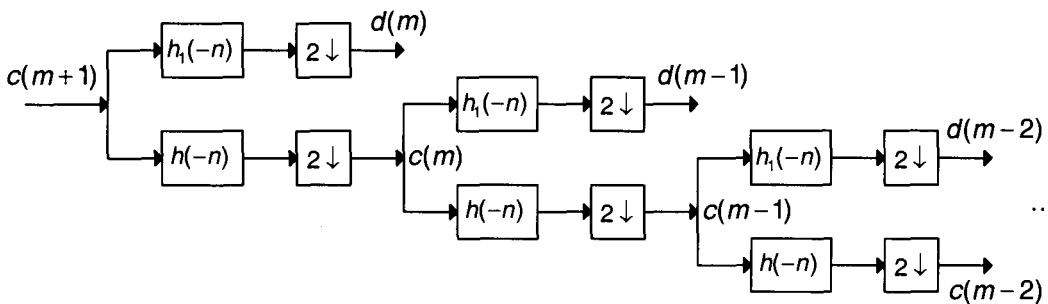 d(m)
h₁(−n)
2↓
c(m+1)
d(m−1)
h₁(−n)
2↓
h(−n)
2↓
c(m)
d(m−2)
h₁(−n)
2↓
h(−n)
2↓
c(m−1)
..
h(−n)
2↓
c(m−2)